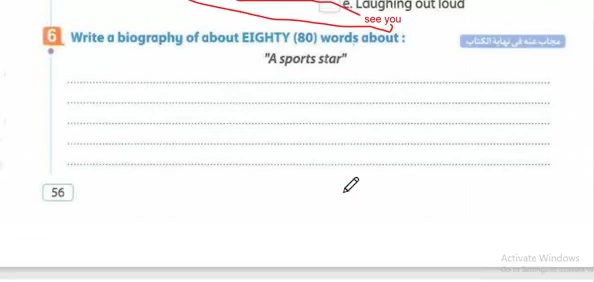 e. Laughing out loud
see you
6 Write a biography of about EIGHTY (80) words about :
مجاب عنه في نهاية الكتاب
"A sports star"
56
Activate Windows